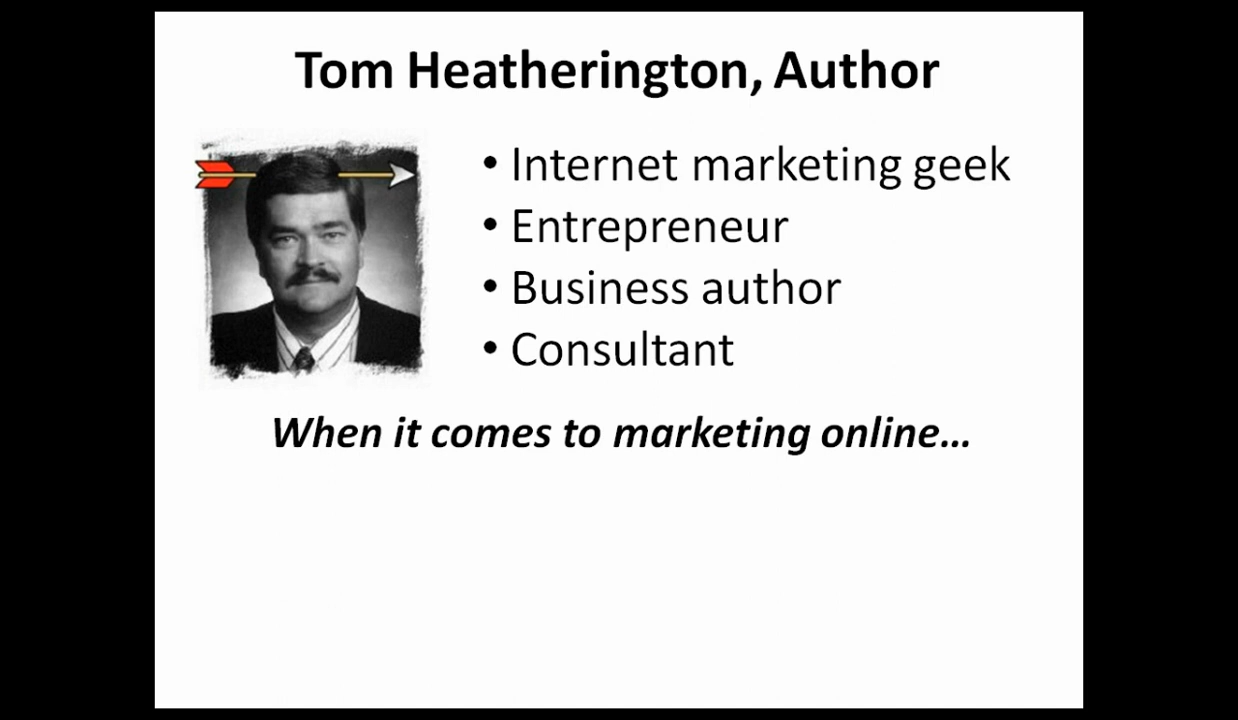 Tom Heatherington, Author
• Internet marketing geek
• Entrepreneur
• Business author
• Consultant
When it comes to marketing online…